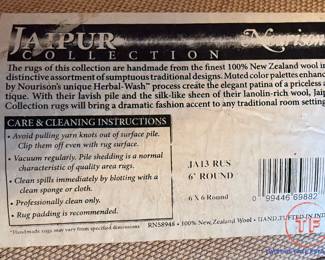 JAIPUR Nourison
COLLECTION
The rugs of this collection are handmade from the finest 100% New Zealand wool in
distinctive assortment of sumptuous traditional designs. Muted color palettes enhanc
by Nourison's unique Herbal-Wash™ process create the elegant patina of a priceless a
tique. With their lavish pile and the silk-like sheen of their lanolin-rich wool, Jaip
Collection rugs will bring a dramatic fashion accent to any traditional room setting
CARE & CLEANING INSTRUCTIONS
• Avoid pulling yarn knots out of surface pile.
Clip them off even with rug surface.
• Vacuum regularly. Pile shedding is a normal
characteristic of quality area rugs.
• Clean spills immediately by blotting with a
clean sponge or cloth.
• Professionally clean only.
• Rug padding is recommended.
*Handmade rugs may vary from specified dimensions
JA13 RUS
6' ROUND
6 X 6 Round
0 99446 69882
RN58948 • 100% New Zealand Wool • HAND TUFTED IN IND
TF